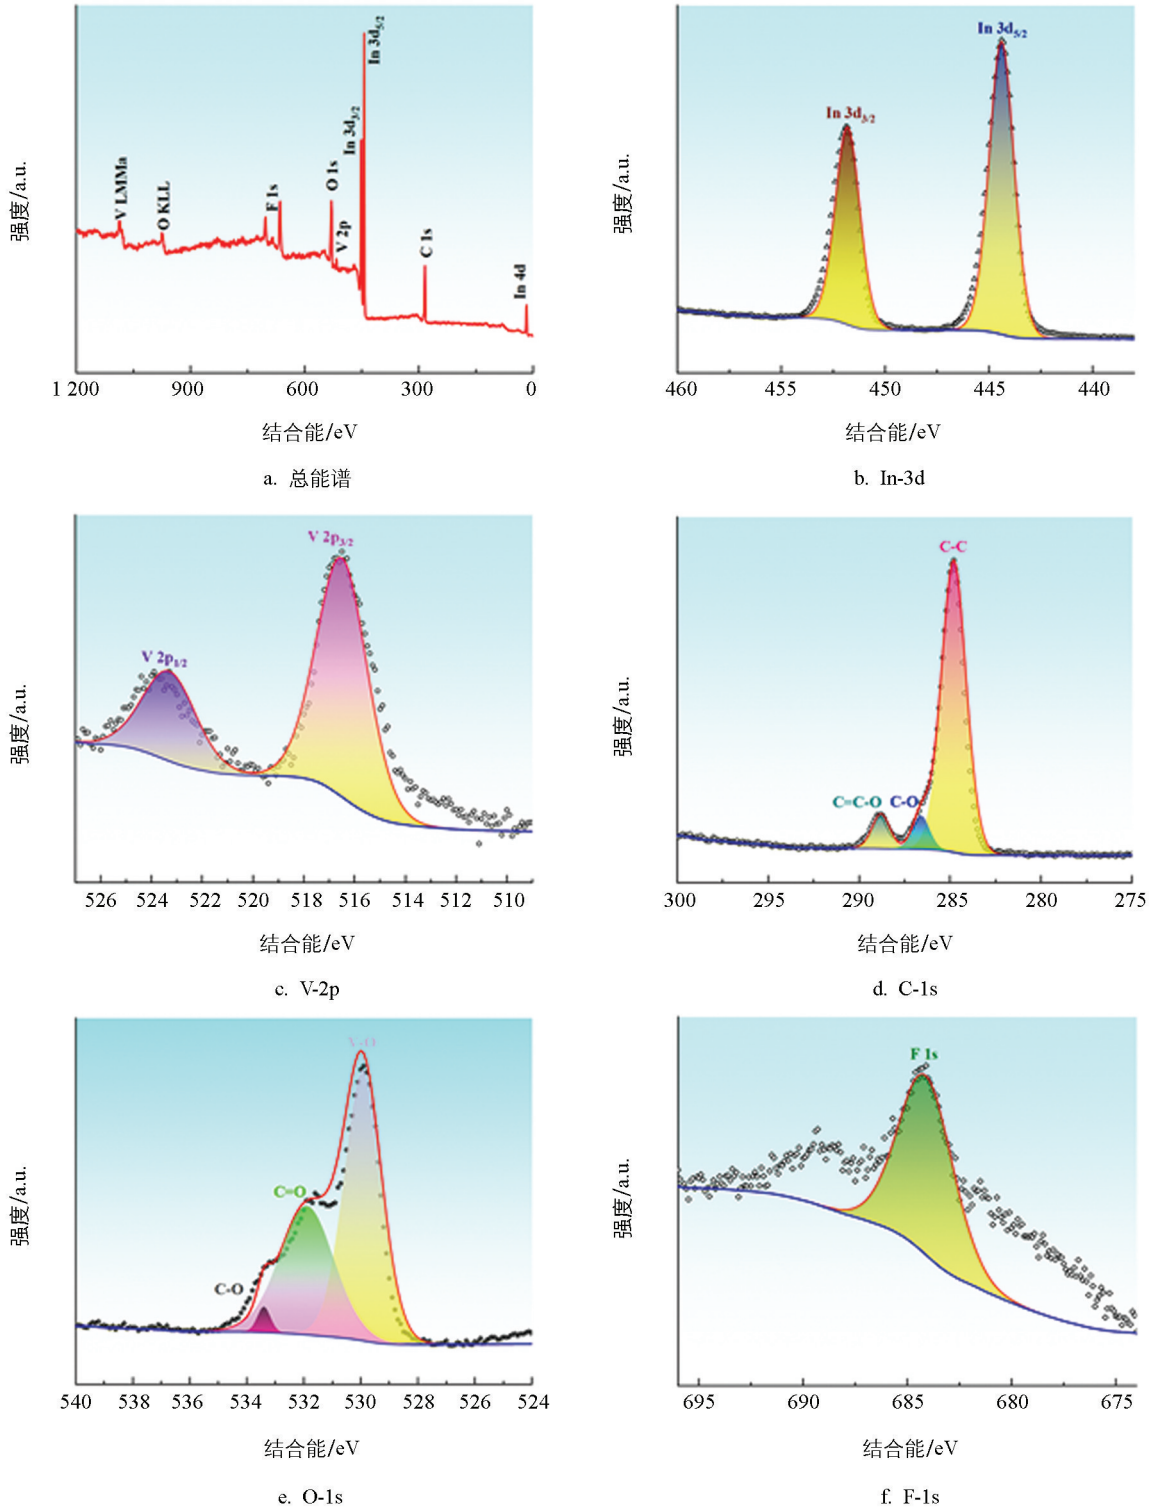 强度/a.u.
V LMMa
O KLL
F 1s
O 1s
V 2p
In 3d3/2
In 3d5/2
C 1s
In 4d
1 200 900 600 300 0
结合能/eV
a. 总能谱
强度/a.u.
In 3d3/2
In 3d5/2
460 455 450 445 440
结合能/eV
b. In-3d
强度/a.u.
V 2p1/2
V 2p3/2
526 524 522 520 518 516 514 512 510
结合能/eV
c. V-2p
强度/a.u.
C-C
C=C-O C-O
300 295 290 285 280 275
结合能/eV
d. C-1s
强度/a.u.
V-O
C=O
C-O
540 538 536 534 532 530 528 526 524
结合能/eV
e. O-1s
强度/a.u.
F 1s
695 690 685 680 675
结合能/eV
f. F-1s